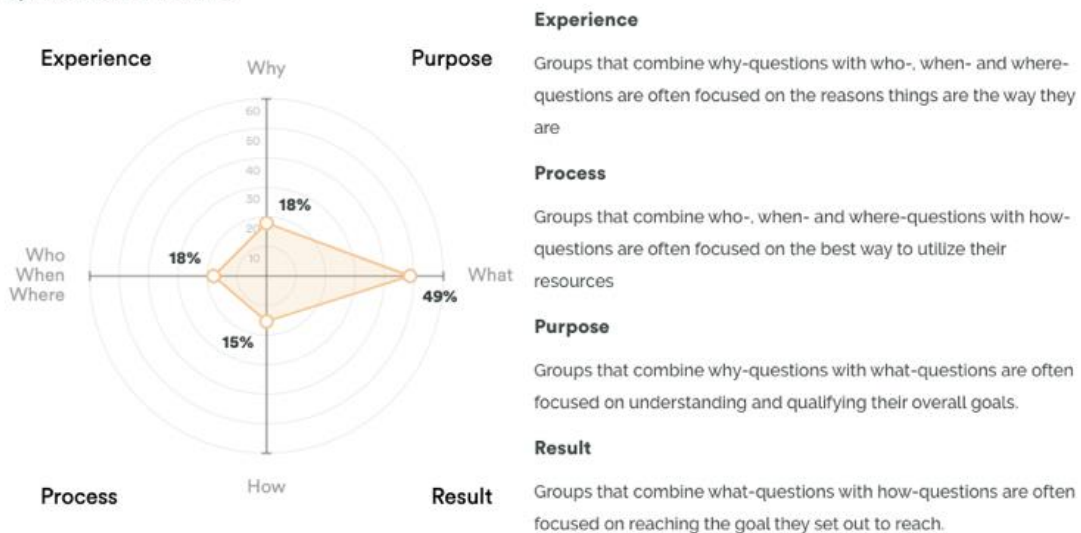 Experience
Purpose
Why
60
50
40
30
20
10
18%
18%
Who
When
Where
What
49%
15%
How
Process
Result
Experience
Groups that combine why-questions with who-, when- and where-
questions are often focused on the reasons things are the way they
are
Process
Groups that combine who-, when- and where-questions with how-
questions are often focused on the best way to utilize their
resources
Purpose
Groups that combine why-questions with what-questions are often
focused on understanding and qualifying their overall goals.
Result
Groups that combine what-questions with how-questions are often
focused on reaching the goal they set out to reach.